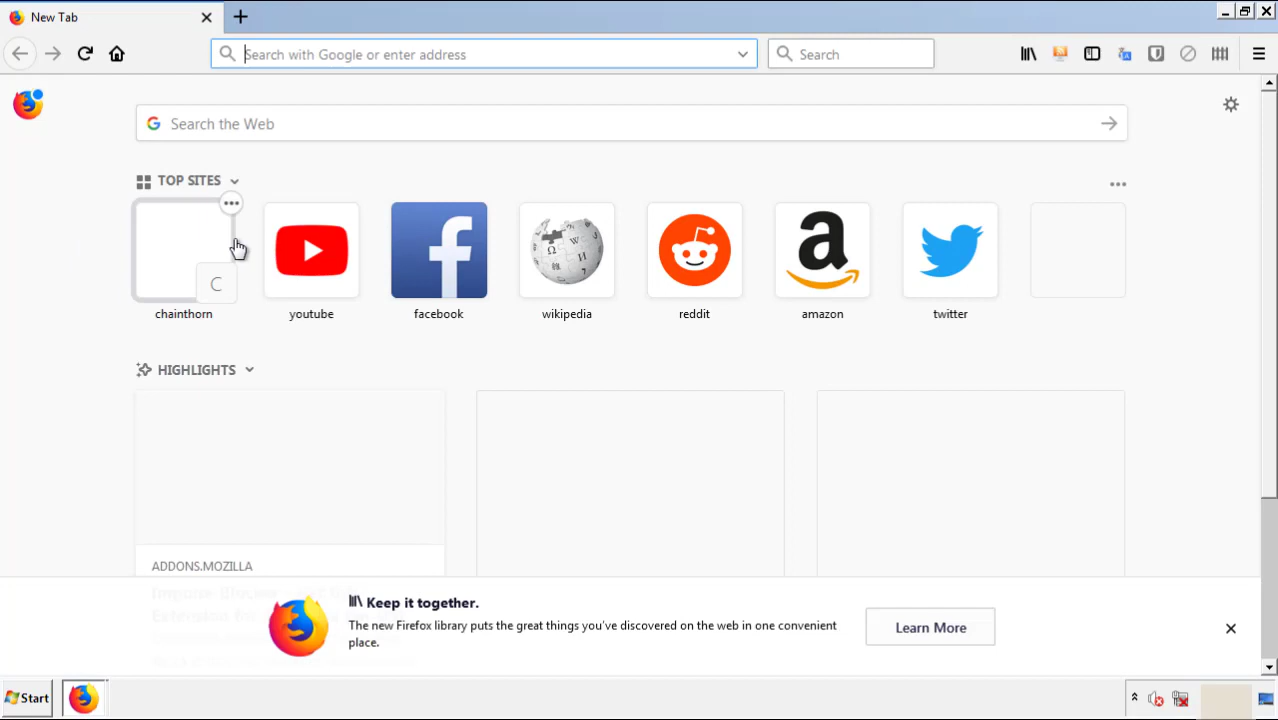 New Tab
Search with Google or enter address
Search
Search the Web
TOP SITES
C
chainthorn
youtube
facebook
wikipedia
reddit
amazon
twitter
HIGHLIGHTS
ADDONS.MOZILLA
Keep it together.
The new Firefox library puts the great things you've discovered on the web in one convenient
place.
Learn More
Start